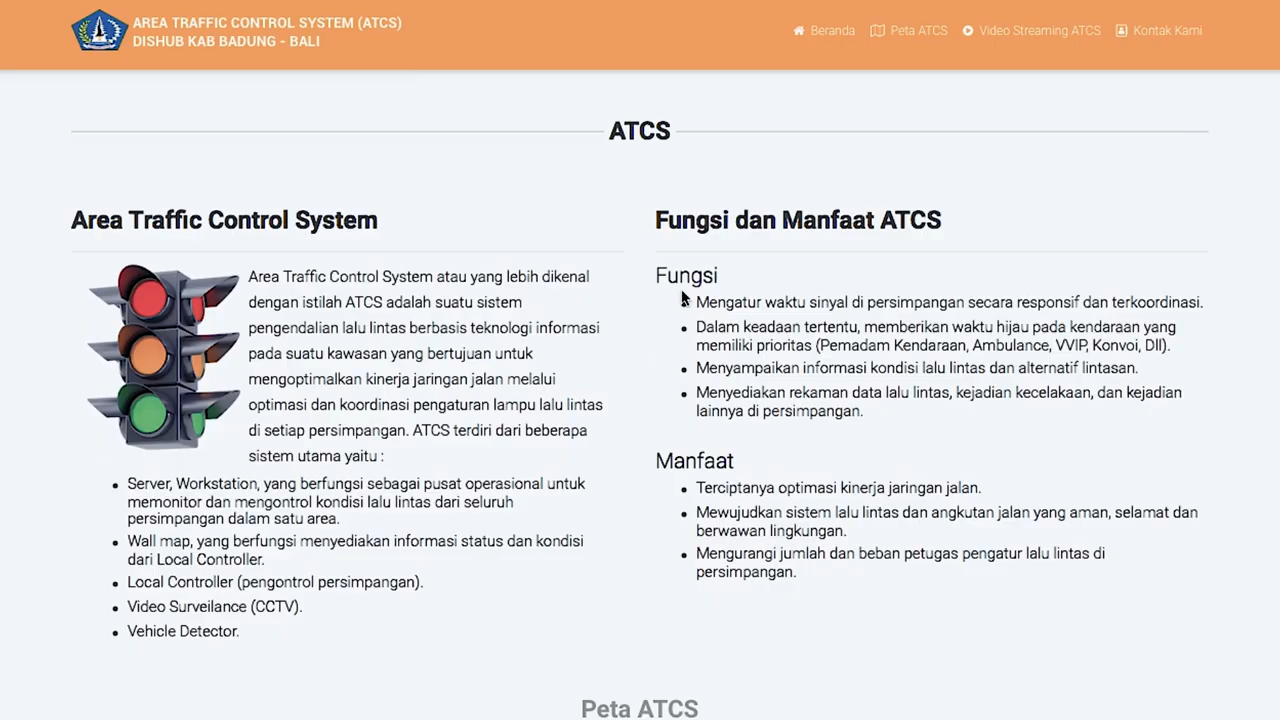 AREA TRAFFIC CONTROL SYSTEM (ATCS)
DISHUB KAB BADUNG - BALI
Beranda
Peta ATCS
Video Streaming ATCS
Kontak Kami
ATCS
Area Traffic Control System
Area Traffic Control System atau yang lebih dikenal
dengan istilah ATCS adalah suatu sistem
pengendalian lalu lintas berbasis teknologi informasi
pada suatu kawasan yang bertujuan untuk
mengoptimalkan kinerja jaringan jalan melalui
optimasi dan koordinasi pengaturan lampu lalu lintas
di setiap persimpangan. ATCS terdiri dari beberapa
sistem utama yaitu :
Server, Workstation, yang berfungsi sebagai pusat operasional untuk
memonitor dan mengontrol kondisi lalu lintas dari seluruh
persimpangan dalam satu area.
Wall map, yang berfungsi menyediakan informasi status dan kondisi
dari Local Controller.
Local Controller (pengontrol persimpangan).
Video Surveilance (CCTV).
Vehicle Detector.
Fungsi dan Manfaat ATCS
Fungsi
Mengatur waktu sinyal di persimpangan secara responsif dan terkoordinasi.
Dalam keadaan tertentu, memberikan waktu hijau pada kendaraan yang
memiliki prioritas (Pemadam Kendaraan, Ambulance, VVIP, Konvoi, Dll).
Menyampaikan informasi kondisi lalu lintas dan alternatif lintasan.
Menyediakan rekaman data lalu lintas, kejadian kecelakaan, dan kejadian
lainnya di persimpangan.
Manfaat
Terciptanya optimasi kinerja jaringan jalan.
Mewujudkan sistem lalu lintas dan angkutan jalan yang aman, selamat dan
berwawan lingkungan.
Mengurangi jumlah dan beban petugas pengatur lalu lintas di
persimpangan.
Peta ATCS